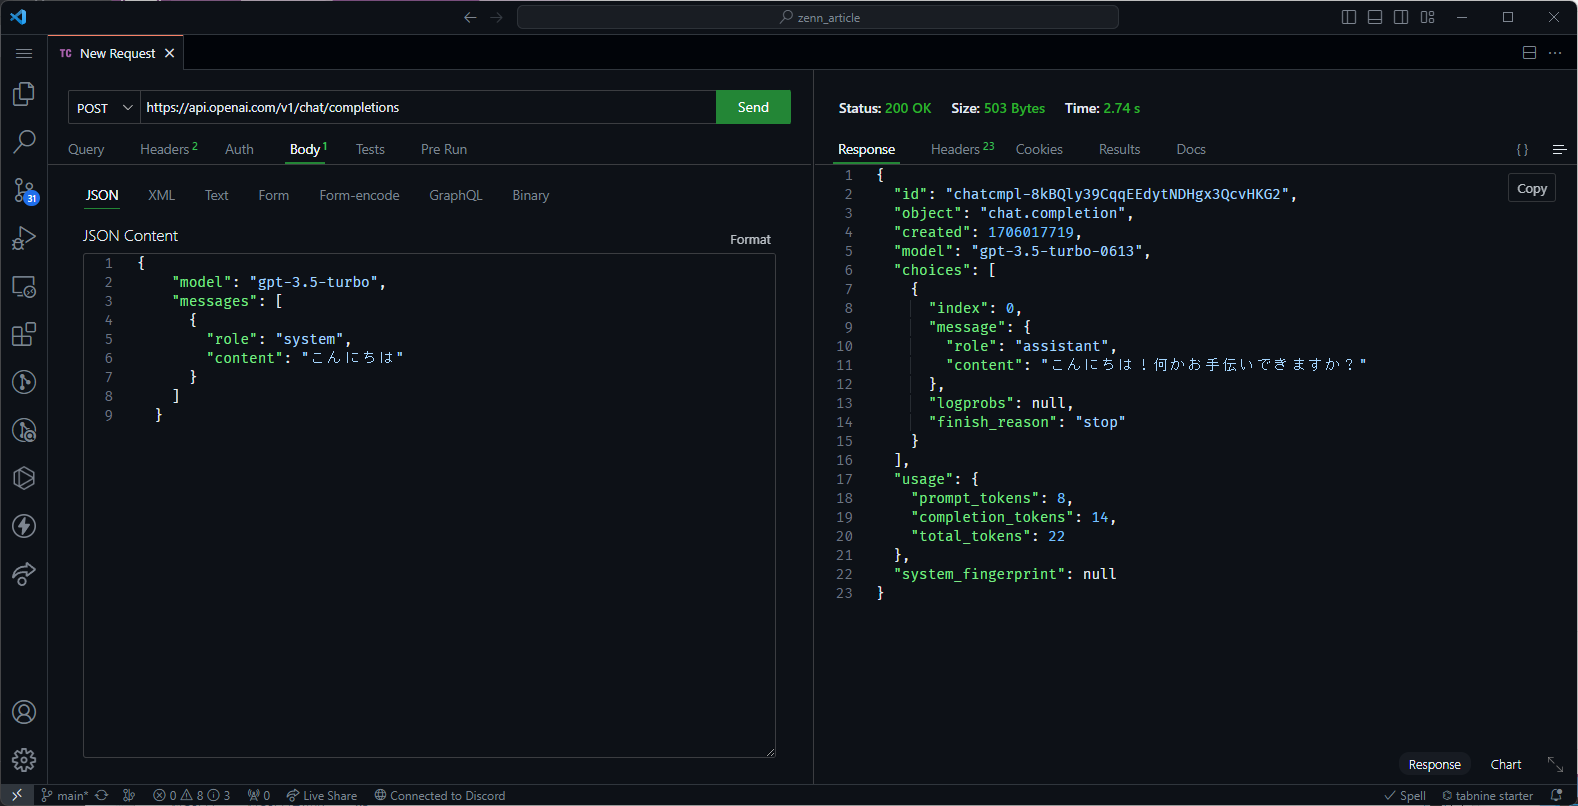 zenn_article
TC New Request
POST https://api.openai.com/v1/chat/completions Send
Query Headers 2 Auth Body 1 Tests Pre Run
JSON XML Text Form Form-encode GraphQL Binary
JSON Content
Format
1 {
2 "model": "gpt-3.5-turbo",
3 "messages": [
4 {
5 "role": "system",
6 "content": "こんにちは"
7 }
8 ]
9 }
Status: 200 OK Size: 503 Bytes Time: 2.74 s
Response Headers 23 Cookies Results Docs { }
Copy
1 {
2 "id": "chatcmpl-8kBQly39CqqEEdytNDHgx3QcvHKG2",
3 "object": "chat.completion",
4 "created": 1706017719,
5 "model": "gpt-3.5-turbo-0613",
6 "choices": [
7 {
8 "index": 0,
9 "message": {
10 "role": "assistant",
11 "content": "こんにちは！何かお手伝いできますか？"
12 },
13 "logprobs": null,
14 "finish_reason": "stop"
15 }
16 ],
17 "usage": {
18 "prompt_tokens": 8,
19 "completion_tokens": 14,
20 "total_tokens": 22
21 },
22 "system_fingerprint": null
23 }
Response Chart
31
main* 0 8 3 0 Live Share Connected to Discord
Spell tabnine starter